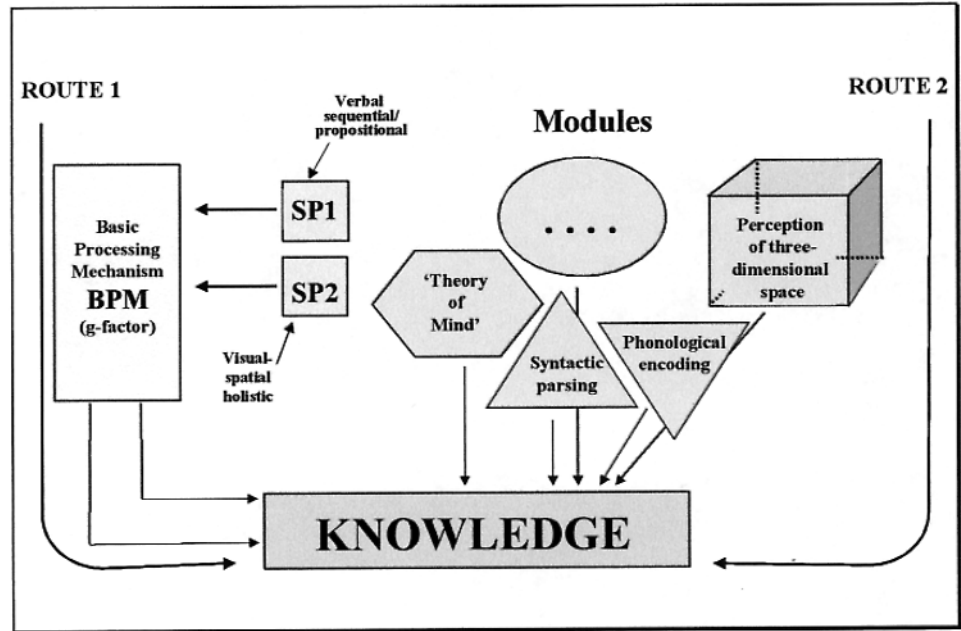 ROUTE 1
ROUTE 2
Verbal
sequential/
propositional
Modules
SP1
SP2
Basic
Processing
Mechanism
BPM
(g-factor)
Visual-
spatial
holistic
....
'Theory
of
Mind'
Syntactic
parsing
Phonological
encoding
Perception
of three-
dimensional
space
KNOWLEDGE